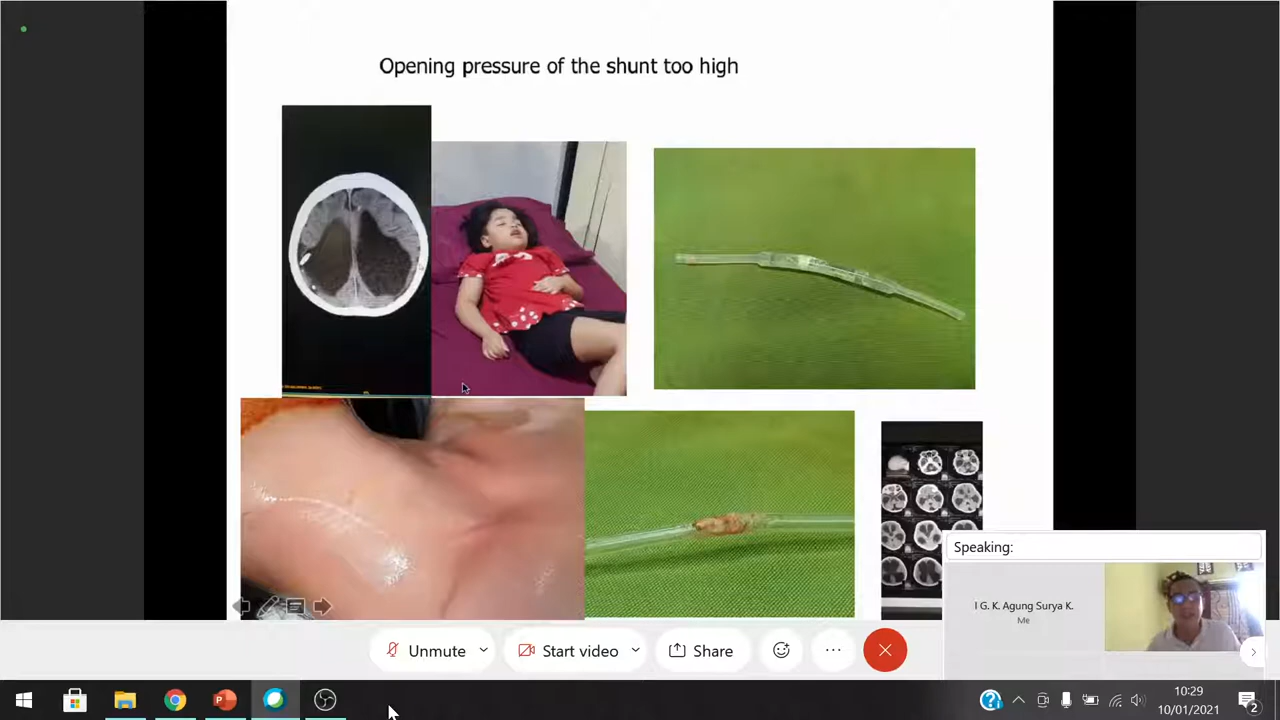 Opening pressure of the shunt too high
Speaking:
I G. K. Agung Surya K.
Me
Unmute
Start video
Share
10:29
10/01/2021
2